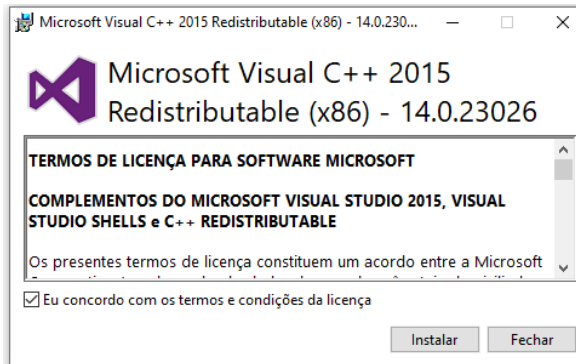 Microsoft Visual C++ 2015 Redistributable (x86) - 14.0.230...
Microsoft Visual C++ 2015
Redistributable (x86) - 14.0.23026
TERMOS DE LICENÇA PARA SOFTWARE MICROSOFT
COMPLEMENTOS DO MICROSOFT VISUAL STUDIO 2015, VISUAL
STUDIO SHELLS e C++ REDISTRIBUTABLE
Os presentes termos de licença constituem um acordo entre a Microsoft
Eu concordo com os termos e condições da licença
Instalar Fechar